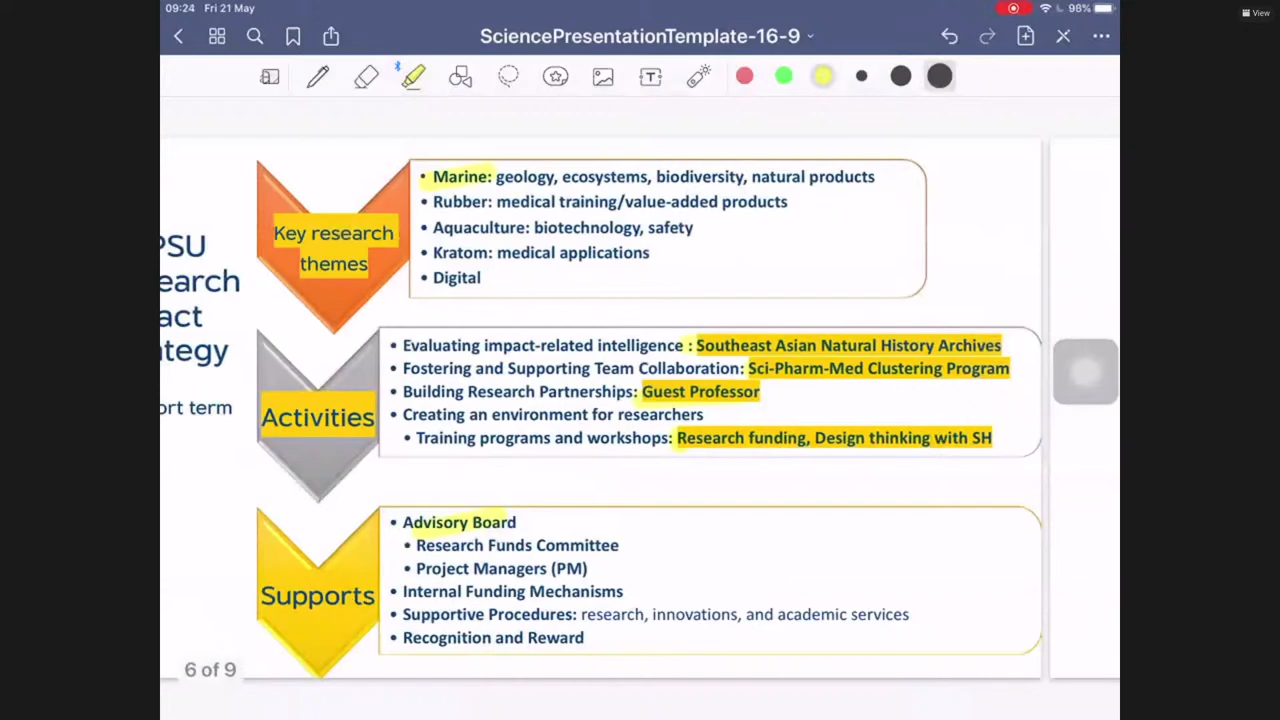 09:24 Fri 21 May
98%
View
SciencePresentationTemplate-16-9
T
PSU
earch
act
ategy
ort term
Key research
themes
• Marine: geology, ecosystems, biodiversity, natural products
• Rubber: medical training/value-added products
• Aquaculture: biotechnology, safety
• Kratom: medical applications
• Digital
Activities
• Evaluating impact-related intelligence : Southeast Asian Natural History Archives
• Fostering and Supporting Team Collaboration: Sci-Pharm-Med Clustering Program
• Building Research Partnerships: Guest Professor
• Creating an environment for researchers
• Training programs and workshops: Research funding, Design thinking with SH
Supports
• Advisory Board
• Research Funds Committee
• Project Managers (PM)
• Internal Funding Mechanisms
• Supportive Procedures: research, innovations, and academic services
• Recognition and Reward
6 of 9